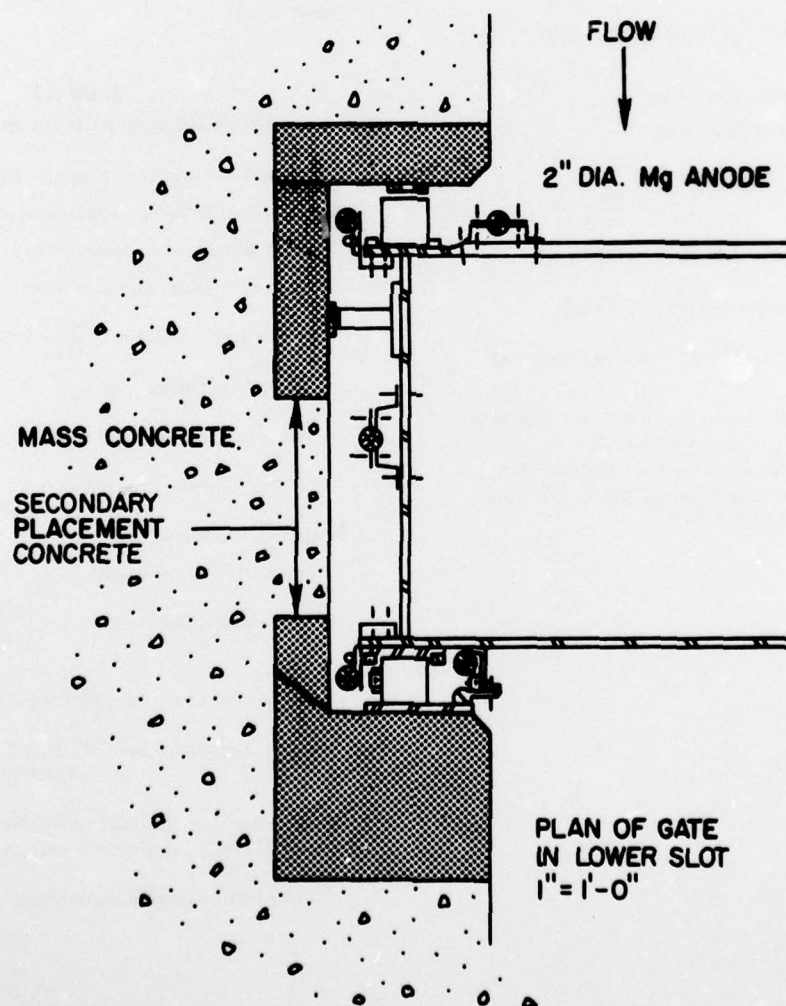 FLOW
2" DIA. Mg ANODE
MASS CONCRETE
SECONDARY
PLACEMENT
CONCRETE
PLAN OF GATE
IN LOWER SLOT
1" = 1'-0"